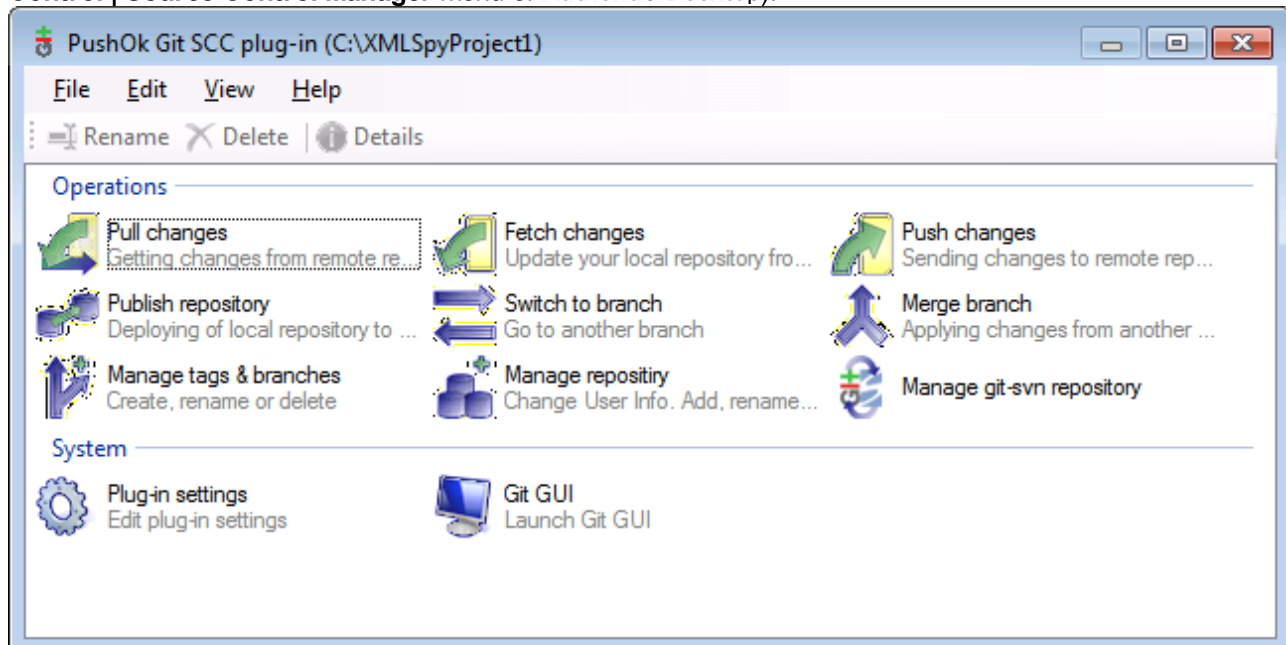 PushOk Git SCC plug-in (C:\XMLSpyProject1)
File Edit View Help
Rename Delete Details
Operations
Pull changes
Getting changes from remote re...
Fetch changes
Update your local repository fro...
Push changes
Sending changes to remote rep...
Publish repository
Deploying of local repository to ...
Switch to branch
Go to another branch
Merge branch
Applying changes from another ...
Manage tags & branches
Create, rename or delete
Manage repositiry
Change User Info. Add, rename...
Manage git-svn repository
System
Plug-in settings
Edit plug-in settings
Git GUI
Launch Git GUI